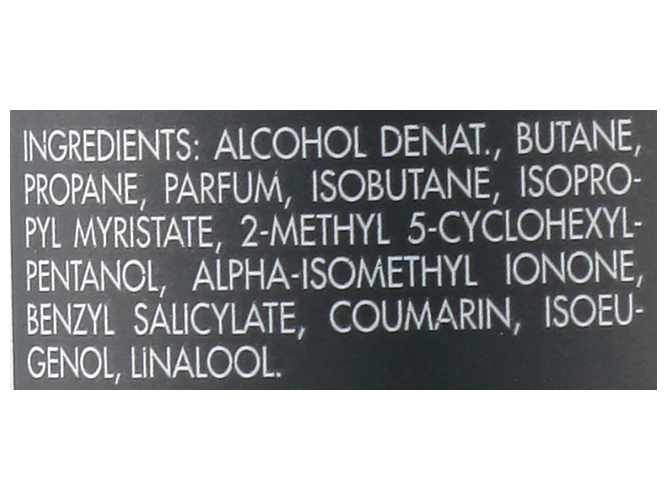 INGREDIENTS: ALCOHOL DENAT., BUTANE,
PROPANE, PARFUM, ISOBUTANE, ISOPRO-
PYL MYRISTATE, 2-METHYL 5-CYCLOHEXYL-
PENTANOL, ALPHA-ISOMETHYL IONONE,
BENZYL SALICYLATE, COUMARIN, ISOEU-
GENOL, LINALOOL.